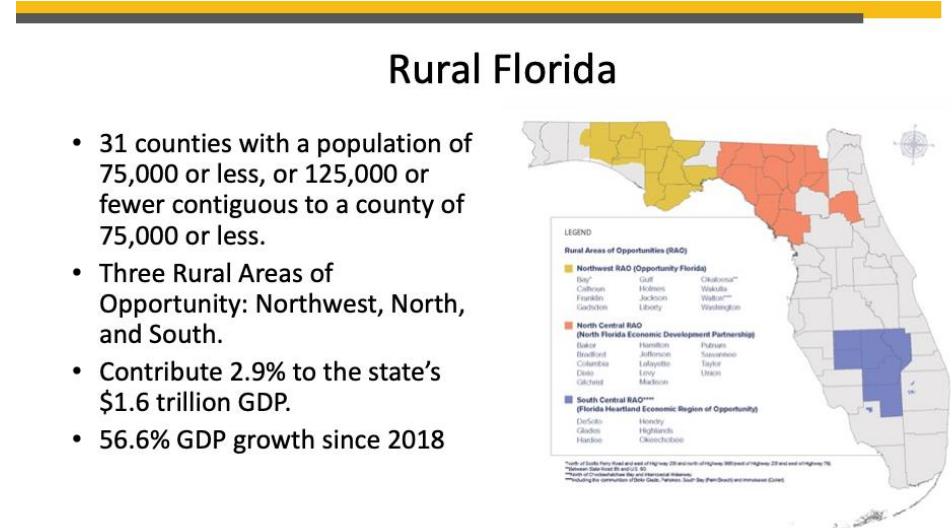 Rural Florida
• 31 counties with a population of
75,000 or less, or 125,000 or
fewer contiguous to a county of
75,000 or less.
• Three Rural Areas of
Opportunity: Northwest, North,
and South.
• Contribute 2.9% to the state's
$1.6 trillion GDP.
• 56.6% GDP growth since 2018
LEGEND
Rural Areas of Opportunities (RAO)
Northwest RAO (Opportunity Florida)
Bay* Gulf Okaloosa**
Calhoun Holmes Wakulla
Franklin Jackson Walton***
Gadsden Liberty Washington
North Central RAO
(North Florida Economic Development Partnership)
Baker Hamilton Putnam
Bradford Jefferson Suwannee
Columbia Lafayette Taylor
Dixie Levy Union
Gilchrist Madison
South Central RAO****
(Florida Heartland Economic Region of Opportunity)
DeSoto Hendry
Glades Highlands
Hardee Okeechobee